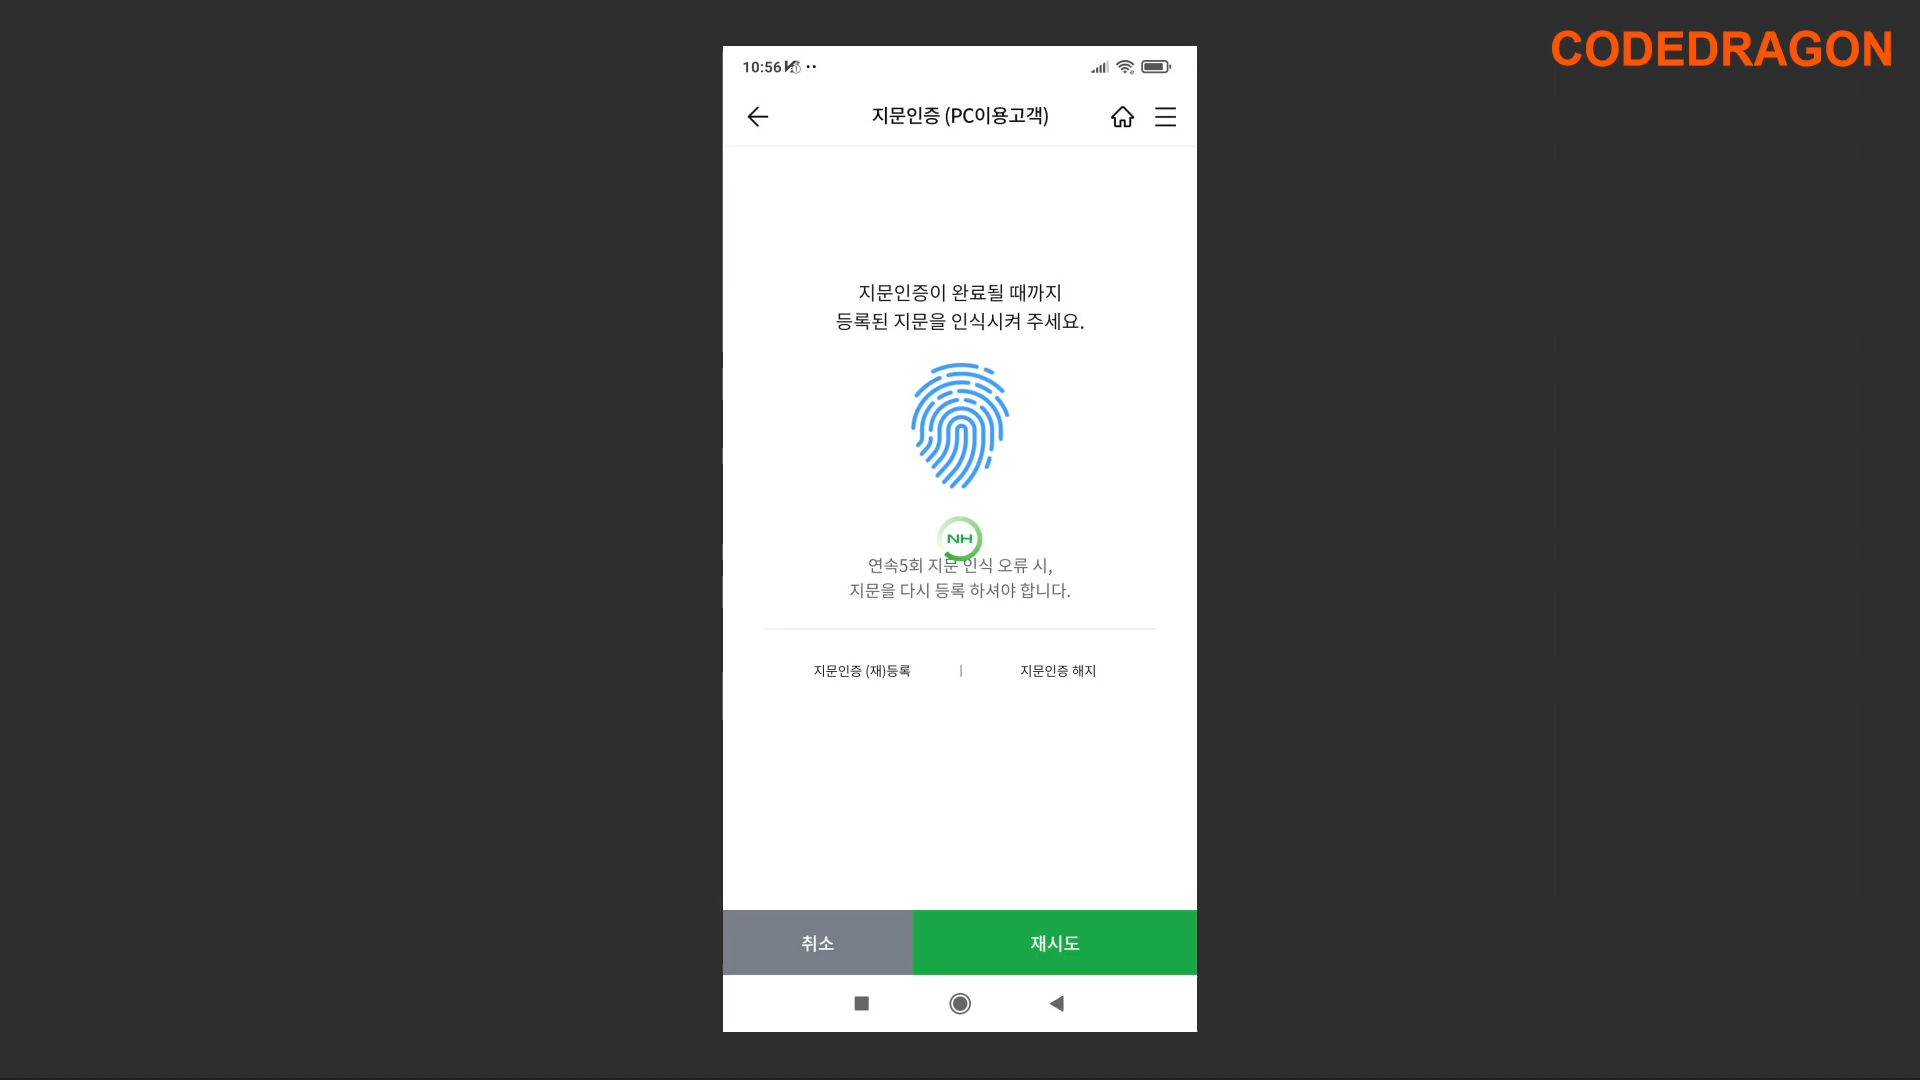 CODEDRAGON
10:56
지문인증 (PC이용고객)
지문인증이 완료될 때까지
등록된 지문을 인식시켜 주세요.
NH
연속5회 지문 인식 오류 시,
지문을 다시 등록 하셔야 합니다.
지문인증 (재)등록 | 지문인증 해지
취소 재시도